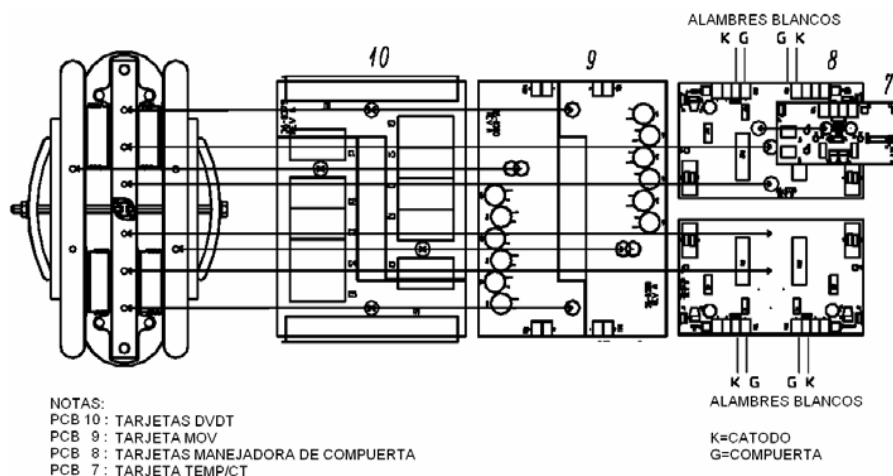 ALAMBRES BLANCOS
K G G K
10
9
8
7
K G G K
ALAMBRES BLANCOS
NOTAS:
PCB 10 : TARJETAS DVDT
PCB 9 : TARJETA MOV
PCB 8 : TARJETAS MANEJADORA DE COMPUERTA
PCB 7 : TARJETA TEMP/CT
K=CATODO
G=COMPUERTA